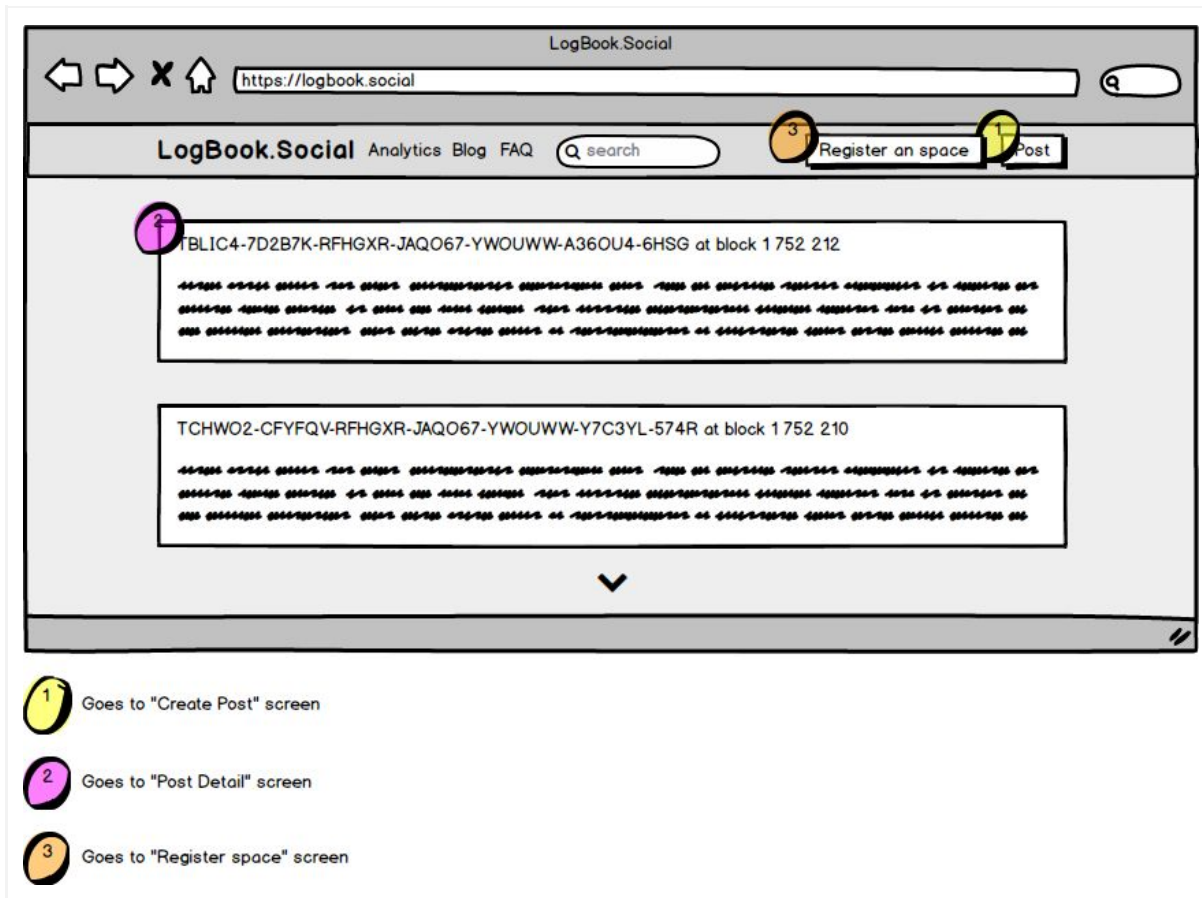 LogBook.Social
https://logbook.social
LogBook.Social Analytics Blog FAQ search 3 Register an space 1 Post
2
TBLIC4-7D2B7K-RFHGXR-JAQO67-YWOUWW-A36OU4-6HSG at block 1 752 212
TCHWO2-CFYFQV-RFHGXR-JAQO67-YWOUWW-Y7C3YL-574R at block 1 752 210
1 Goes to "Create Post" screen
2 Goes to "Post Detail" screen
3 Goes to "Register space" screen